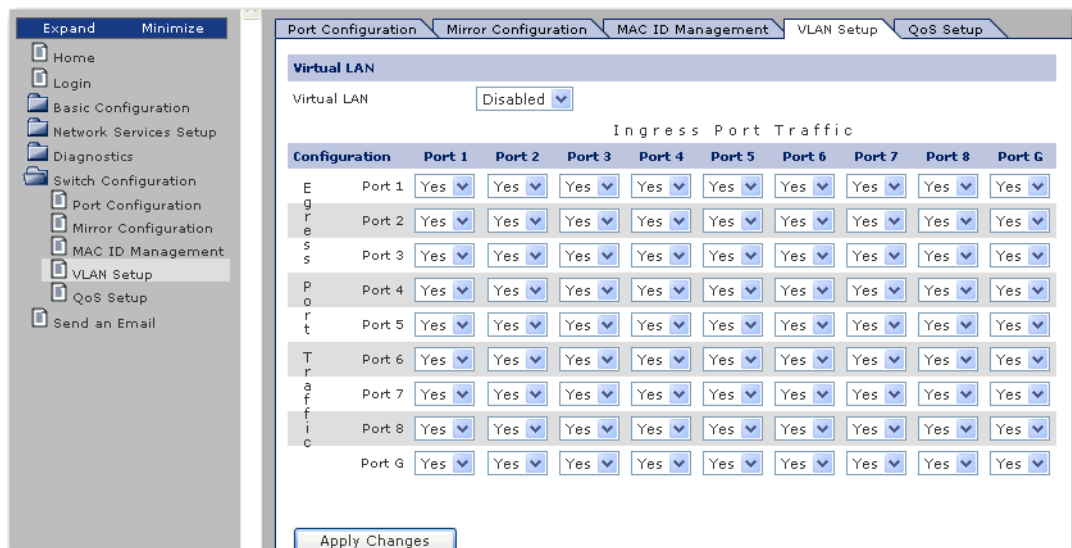 Expand Minimize
Home
Login
Basic Configuration
Network Services Setup
Diagnostics
Switch Configuration
Port Configuration
Mirror Configuration
MAC ID Management
VLAN Setup
QoS Setup
Send an Email
Port Configuration Mirror Configuration MAC ID Management VLAN Setup QoS Setup
Virtual LAN
Virtual LAN Disabled
Ingress Port Traffic
Configuration Port 1 Port 2 Port 3 Port 4 Port 5 Port 6 Port 7 Port 8 Port G
Egress Port Traffic
Port 1 Yes Yes Yes Yes Yes Yes Yes Yes Yes
Port 2 Yes Yes Yes Yes Yes Yes Yes Yes Yes
Port 3 Yes Yes Yes Yes Yes Yes Yes Yes Yes
Port 4 Yes Yes Yes Yes Yes Yes Yes Yes Yes
Port 5 Yes Yes Yes Yes Yes Yes Yes Yes Yes
Port 6 Yes Yes Yes Yes Yes Yes Yes Yes Yes
Port 7 Yes Yes Yes Yes Yes Yes Yes Yes Yes
Port 8 Yes Yes Yes Yes Yes Yes Yes Yes Yes
Port G Yes Yes Yes Yes Yes Yes Yes Yes Yes
Apply Changes